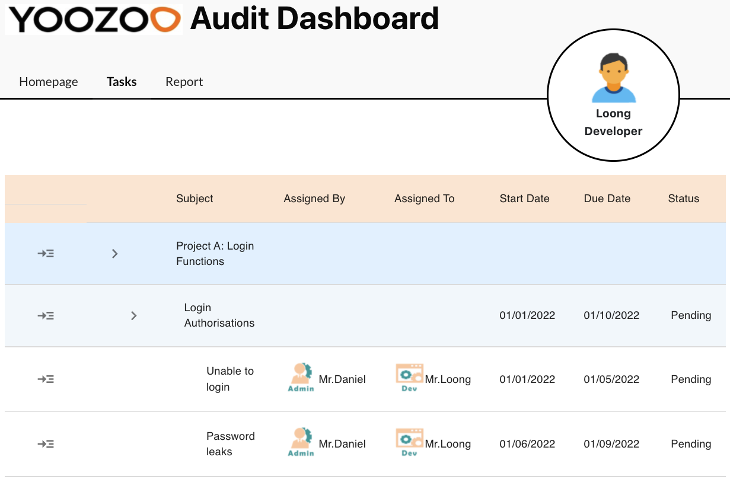 YOOZOO Audit Dashboard
Homepage Tasks Report
Loong
Developer
Subject Assigned By Assigned To Start Date Due Date Status
Project A: Login
Functions
Login
Authorisations
01/01/2022 01/10/2022 Pending
Unable to
login
Admin Mr.Daniel Dev Mr.Loong 01/01/2022 01/05/2022 Pending
Password
leaks
Admin Mr.Daniel Dev Mr.Loong 01/06/2022 01/09/2022 Pending